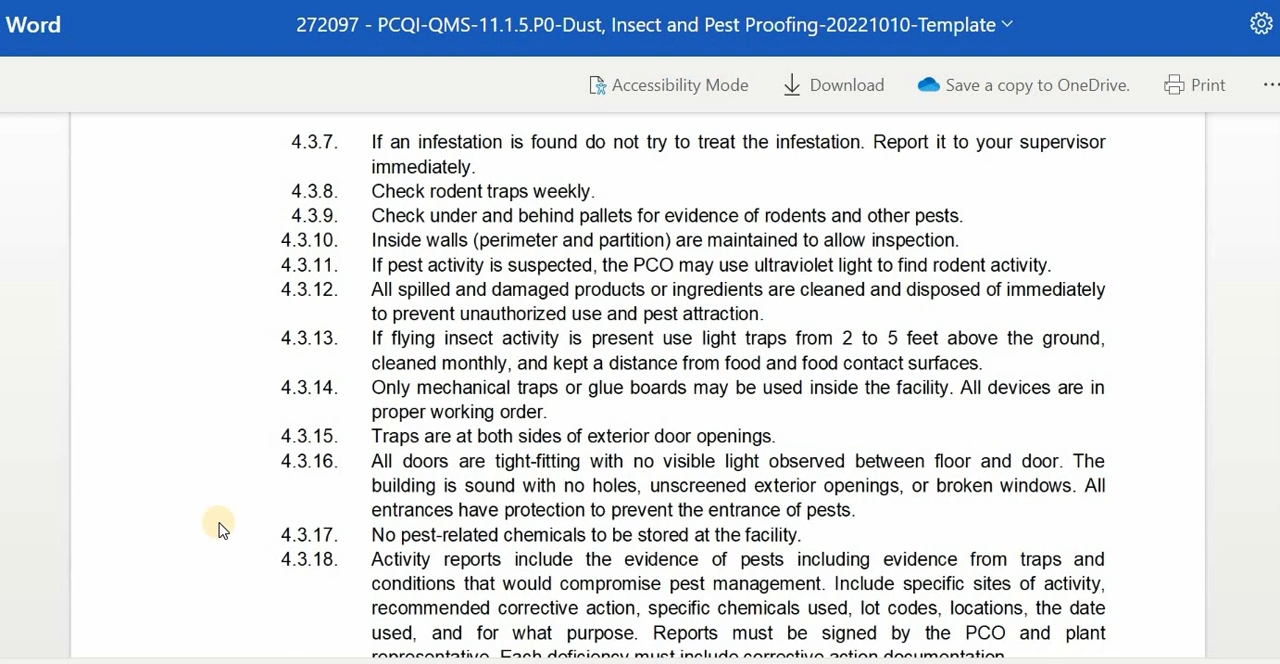 Word
272097 - PCQI-QMS-11.1.5.P0-Dust, Insect and Pest Proofing-20221010-Template
Accessibility Mode Download Save a copy to OneDrive. Print ...
4.3.7. If an infestation is found do not try to treat the infestation. Report it to your supervisor
immediately.
4.3.8. Check rodent traps weekly.
4.3.9. Check under and behind pallets for evidence of rodents and other pests.
4.3.10. Inside walls (perimeter and partition) are maintained to allow inspection.
4.3.11. If pest activity is suspected, the PCO may use ultraviolet light to find rodent activity.
4.3.12. All spilled and damaged products or ingredients are cleaned and disposed of immediately
to prevent unauthorized use and pest attraction.
4.3.13. If flying insect activity is present use light traps from 2 to 5 feet above the ground,
cleaned monthly, and kept a distance from food and food contact surfaces.
4.3.14. Only mechanical traps or glue boards may be used inside the facility. All devices are in
proper working order.
4.3.15. Traps are at both sides of exterior door openings.
4.3.16. All doors are tight-fitting with no visible light observed between floor and door. The
building is sound with no holes, unscreened exterior openings, or broken windows. All
entrances have protection to prevent the entrance of pests.
4.3.17. No pest-related chemicals to be stored at the facility.
4.3.18. Activity reports include the evidence of pests including evidence from traps and
conditions that would compromise pest management. Include specific sites of activity,
recommended corrective action, specific chemicals used, lot codes, locations, the date
used, and for what purpose. Reports must be signed by the PCO and plant
representative. Each deficiency must include corrective action documentation.